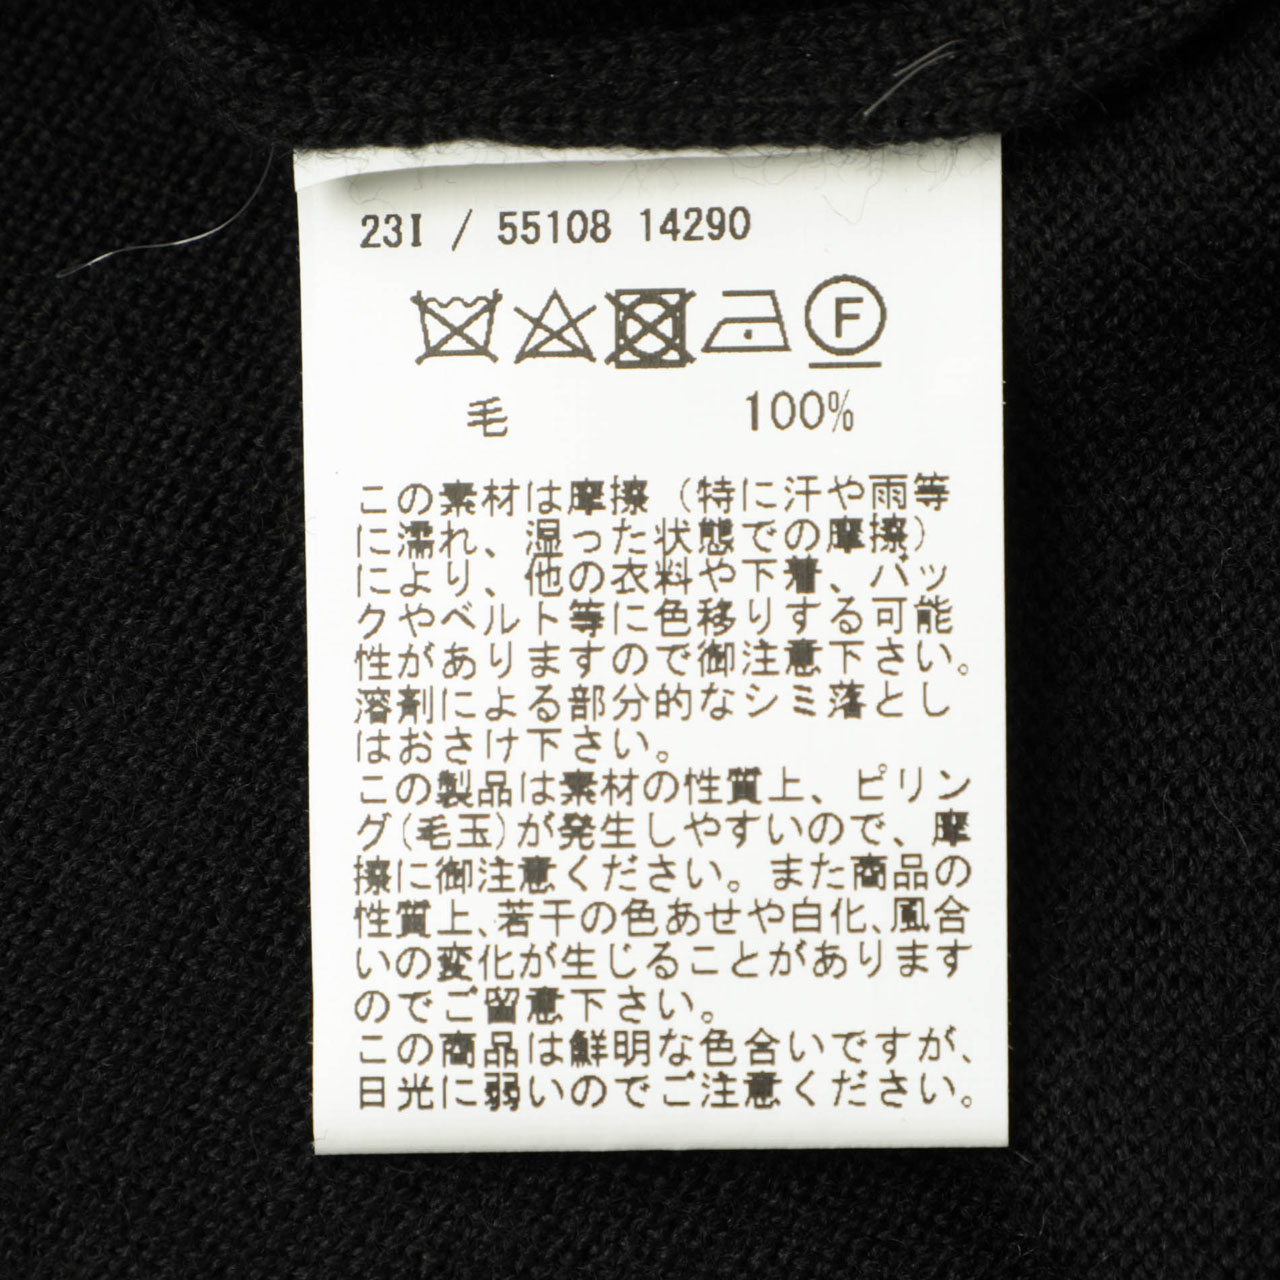 23I / 55108 14290
F
毛 100%
この素材は摩擦（特に汗や雨等
に濡れ、湿った状態での摩擦）
により、他の衣料や下着、バッ
クやベルト等に色移りする可能
性がありますので御注意下さい。
溶剤による部分的なシミ落とし
はおさけ下さい。
この製品は素材の性質上、ピリン
グ(毛玉)が発生しやすいので、摩
擦に御注意ください。また商品の
性質上、若干の色あせや白化、風合
いの変化が生じることがあります
のでご留意下さい。
この商品は鮮明な色合いですが、
日光に弱いのでご注意ください。